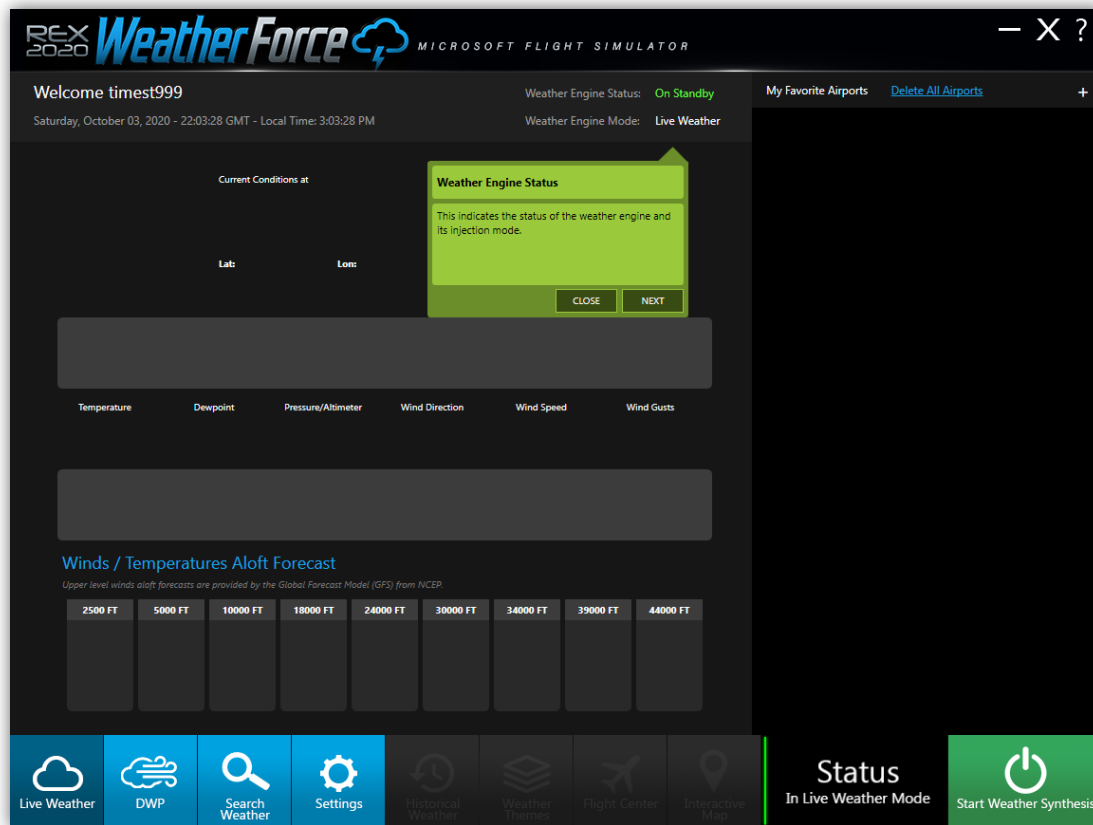 REX 2020 WeatherForce MICROSOFT FLIGHT SIMULATOR
Welcome timest999
Weather Engine Status: On Standby
Saturday, October 03, 2020 - 22:03:28 GMT - Local Time: 3:03:28 PM
Weather Engine Mode: Live Weather
My Favorite Airports Delete All Airports +
Current Conditions at
Lat: Lon:
Weather Engine Status
This indicates the status of the weather engine and
its injection mode.
CLOSE NEXT
Temperature Dewpoint Pressure/Altimeter Wind Direction Wind Speed Wind Gusts
Winds / Temperatures Aloft Forecast
Upper level winds aloft forecasts are provided by the Global Forecast Model (GFS) from NCEP.
2500 FT 5000 FT 10000 FT 18000 FT 24000 FT 30000 FT 34000 FT 39000 FT 44000 FT
Live Weather
DWP
Search
Weather
Settings
Historical
Weather
Weather
Themes
Flight Center
Interactive
Map
Status
In Live Weather Mode
Start Weather Synthesis